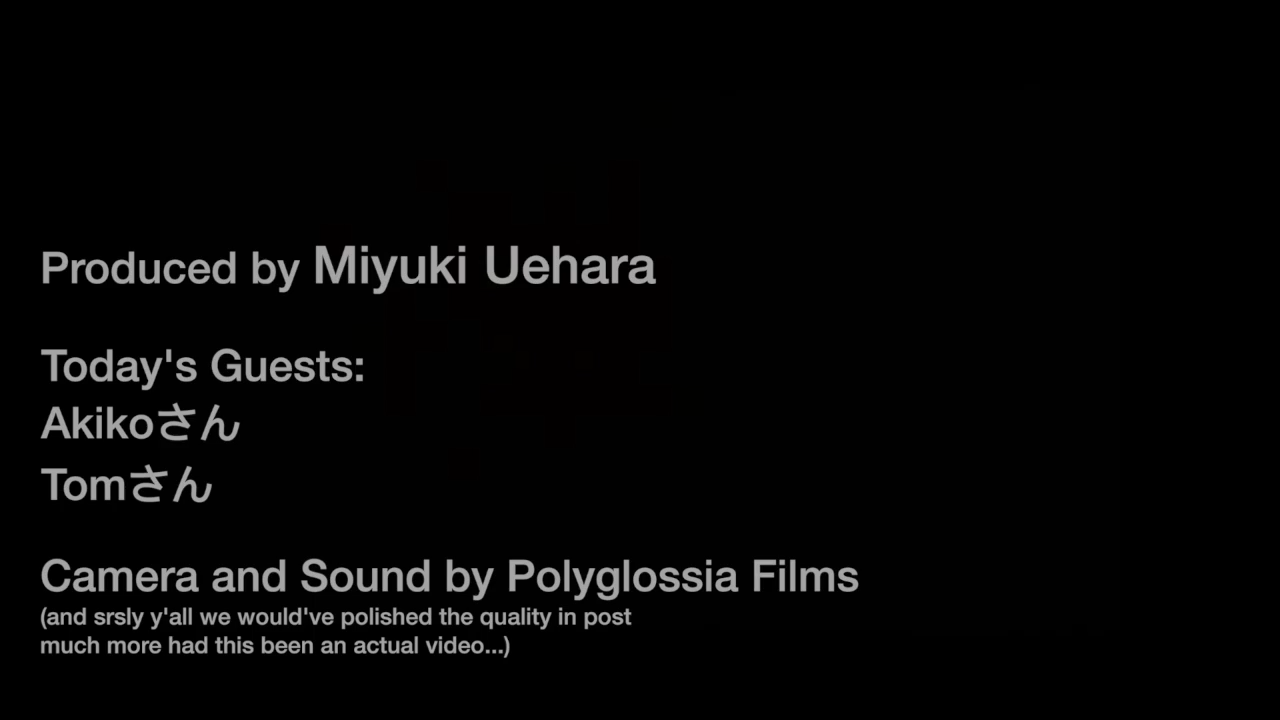 Produced by Miyuki Uehara
Today's Guests:
Akikoさん
Tomさん
Camera and Sound by Polyglossia Films
(and srsly y'all we would've polished the quality in post
much more had this been an actual video...)